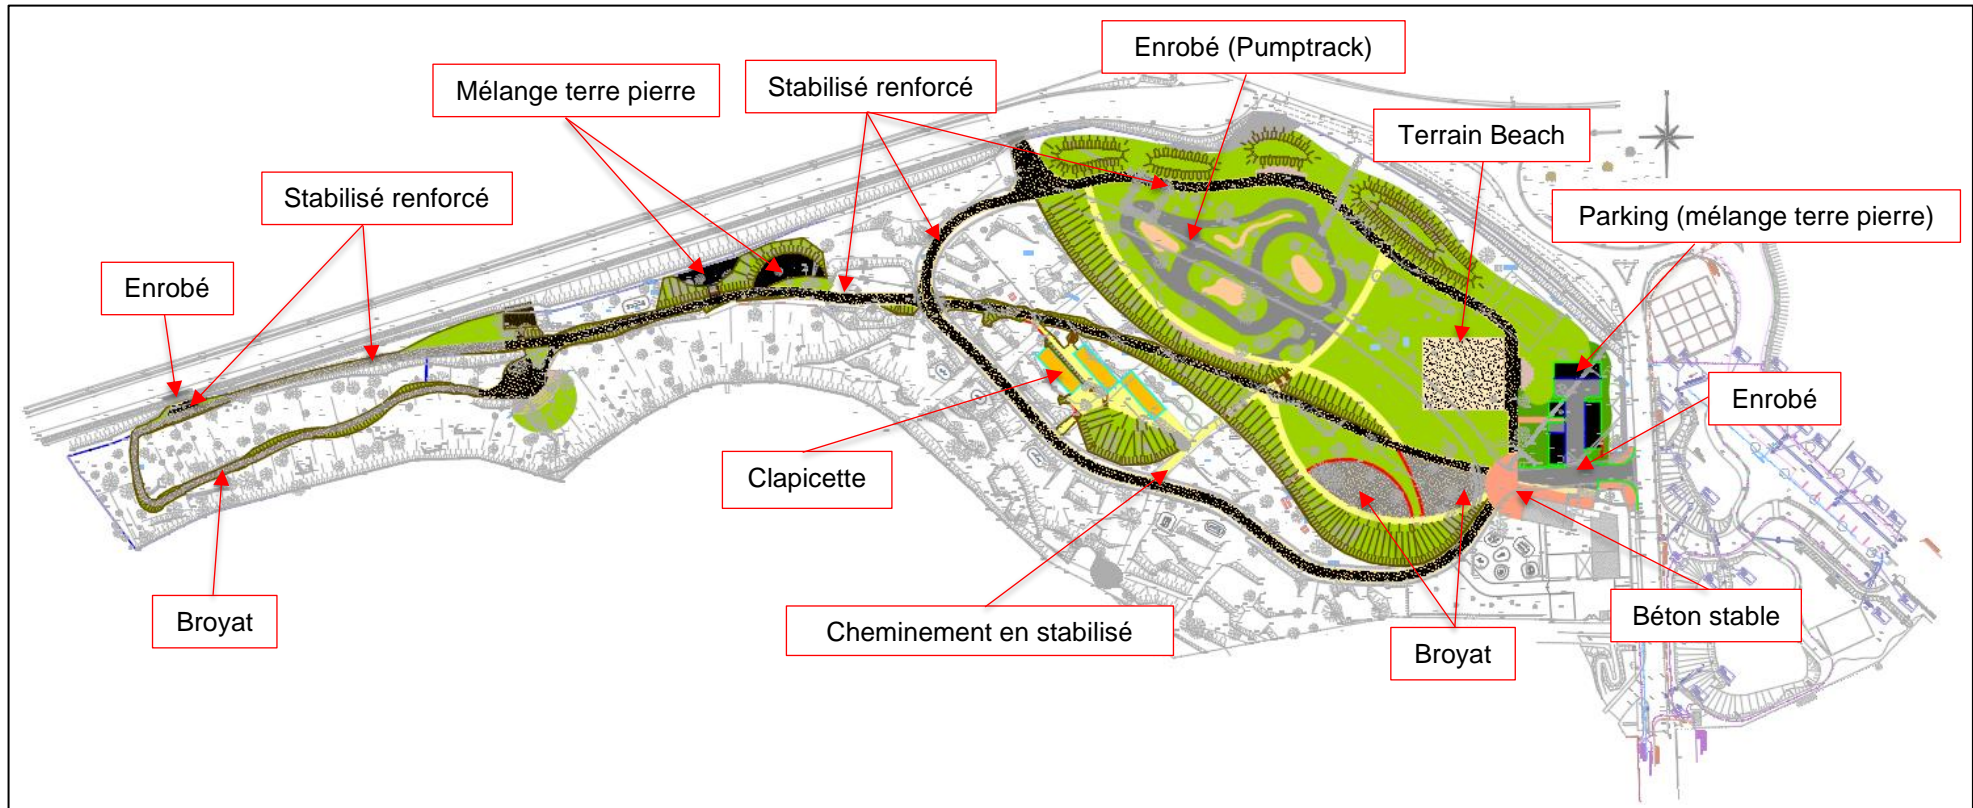 Enrobé (Pumptrack)
Stabilisé renforcé
Mélange terre pierre
Terrain Beach
Stabilisé renforcé
Parking (mélange terre pierre)
Enrobé
Enrobé
Clapicette
Broyat
Cheminement en stabilisé
Béton stable
Broyat